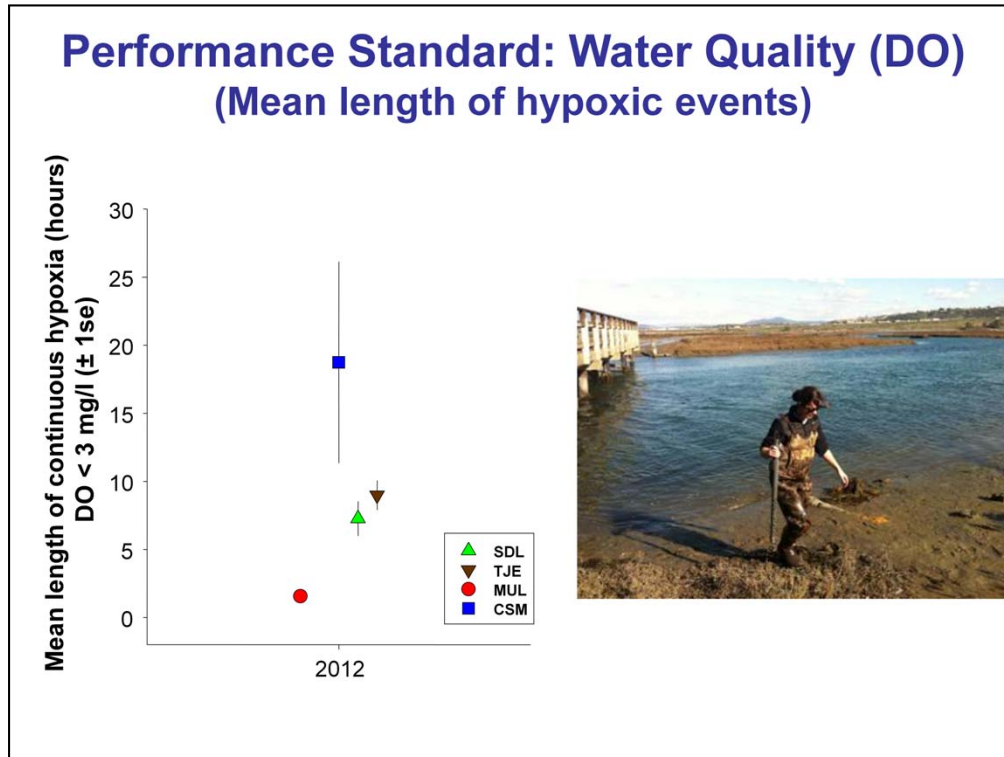 Performance Standard: Water Quality (DO)
(Mean length of hypoxic events)
Mean length of continuous hypoxia (hours)
DO < 3 mg/l (± 1se)
30
25
20
15
10
5
0
2012
SDL
TJE
MUL
CSM